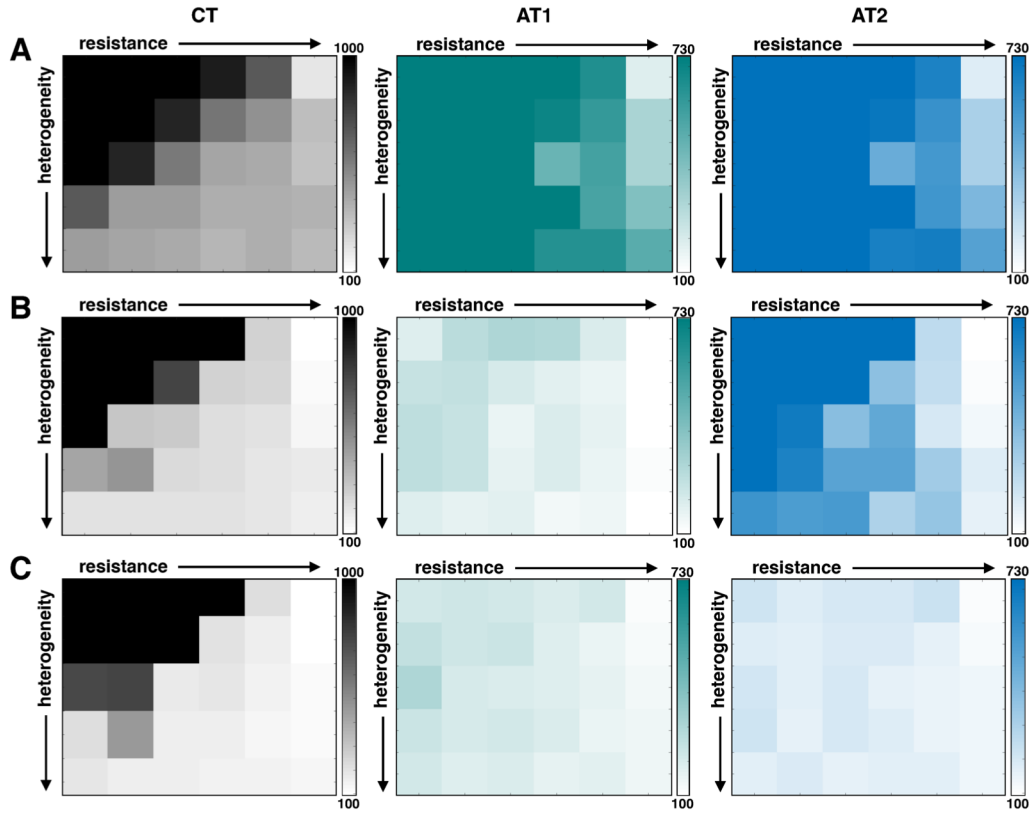 CT AT1 AT2
A resistance 1000 resistance 730 resistance 730
heterogeneity heterogeneity heterogeneity
100 100 100
B resistance 1000 resistance 730 resistance 730
heterogeneity heterogeneity heterogeneity
100 100 100
C resistance 1000 resistance 730 resistance 730
heterogeneity heterogeneity heterogeneity
100 100 100